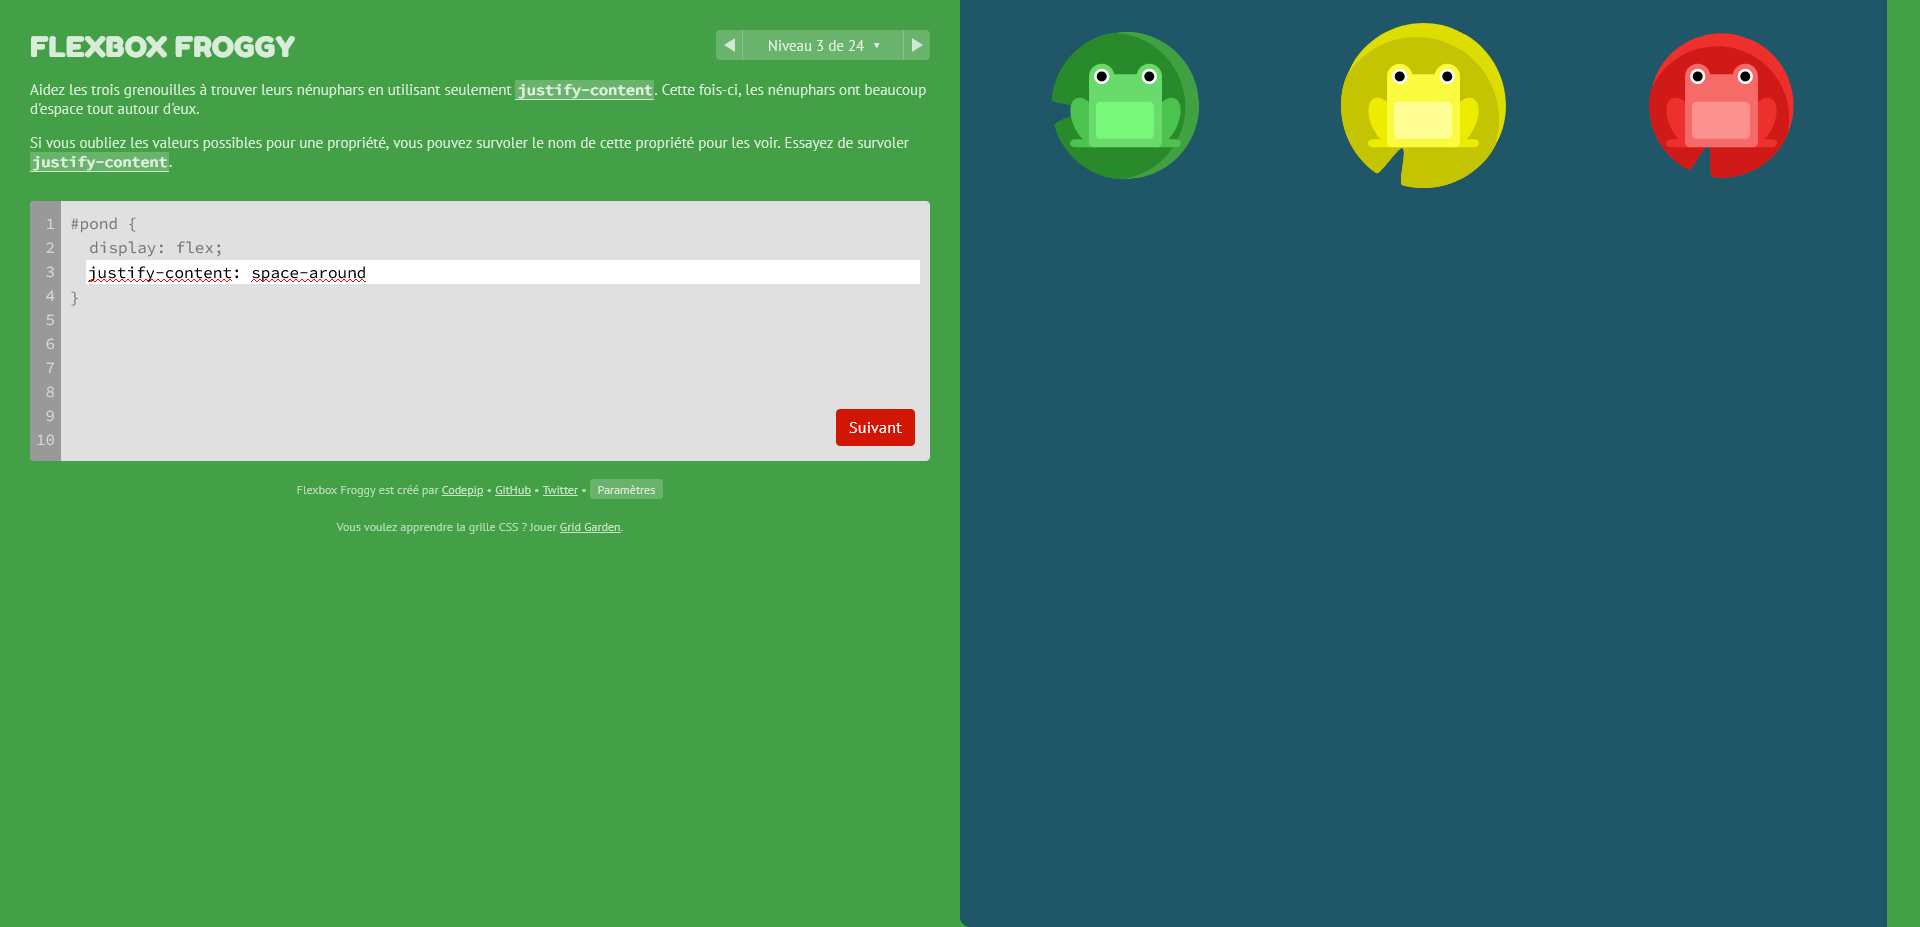 FLEXBOX FROGGY
Niveau 3 de 24 ▼
Aidez les trois grenouilles à trouver leurs nénuphars en utilisant seulement justify-content. Cette fois-ci, les nénuphars ont beaucoup
d'espace tout autour d'eux.
Si vous oubliez les valeurs possibles pour une propriété, vous pouvez survoler le nom de cette propriété pour les voir. Essayez de survoler
justify-content.
1 #pond {
2 display: flex;
3 justify-content: space-around
4 }
5
6
7
8
9
10
Suivant
Flexbox Froggy est créé par Codepip • GitHub • Twitter • Paramètres
Vous voulez apprendre la grille CSS ? Jouer Grid Garden.